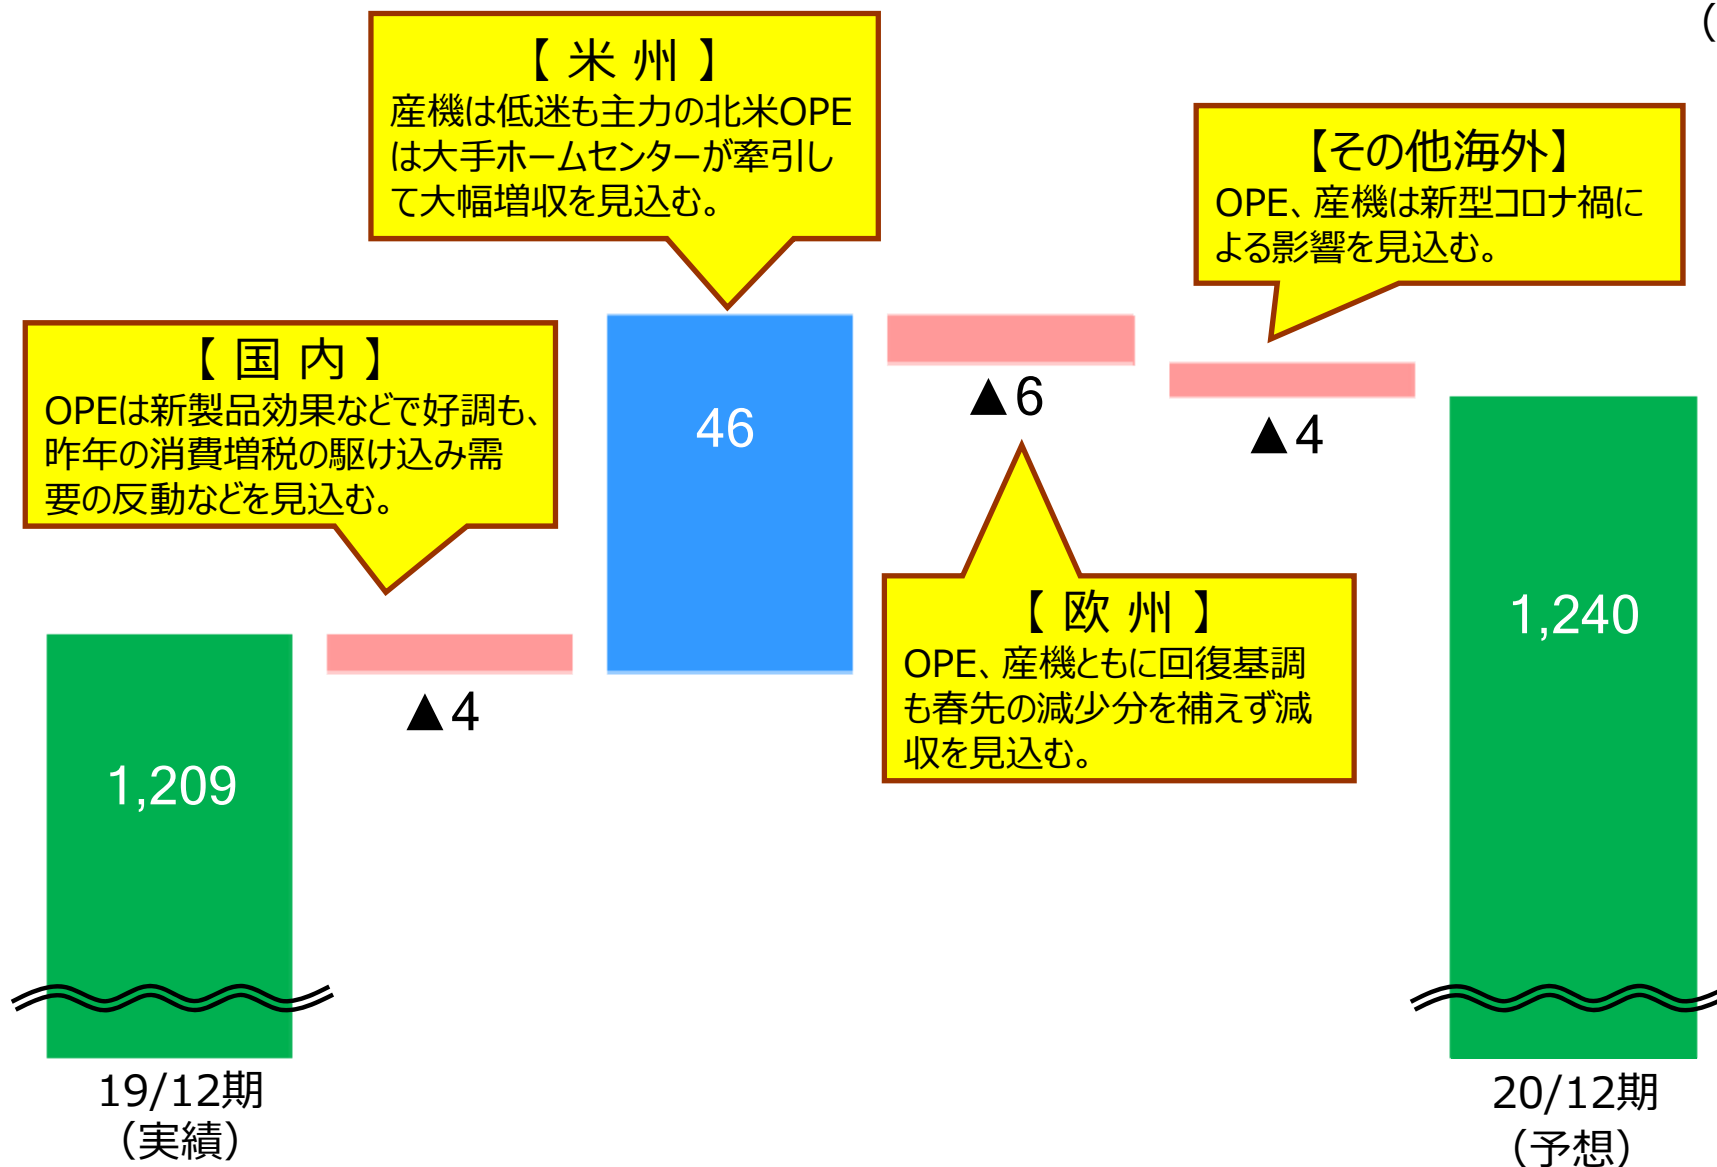 （
【 米 州 】
産機は低迷も主力の北米OPE
は大手ホームセンターが牽引し
て大幅増収を見込む。
【その他海外】
OPE、産機は新型コロナ禍に
よる影響を見込む。
【 国 内 】
OPEは新製品効果などで好調も、
昨年の消費増税の駆け込み需
要の反動などを見込む。
46
▲6
▲4
【 欧 州 】
OPE、産機ともに回復基調
も春先の減少分を補えず減
収を見込む。
1,240
▲4
1,209
19/12期
（実績）
20/12期
（予想）